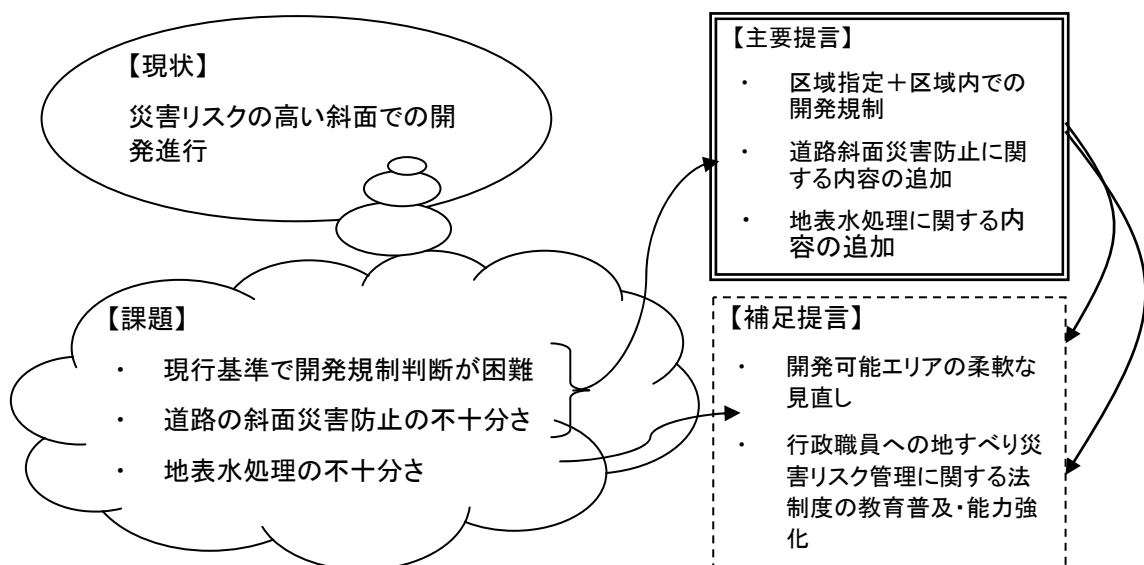 【現状】
災害リスクの高い斜面での開
発進行
【課題】
・ 現行基準で開発規制判断が困難
・ 道路の斜面災害防止の不十分さ
・ 地表水処理の不十分さ
【主要提言】
・ 区域指定＋区域内での
開発規制
・ 道路斜面災害防止に関
する内容の追加
・ 地表水処理に関する内
容の追加
【補足提言】
・ 開発可能エリアの柔軟な
見直し
・ 行政職員への地すべり災
害リスク管理に関する法
制度の教育普及・能力強
化